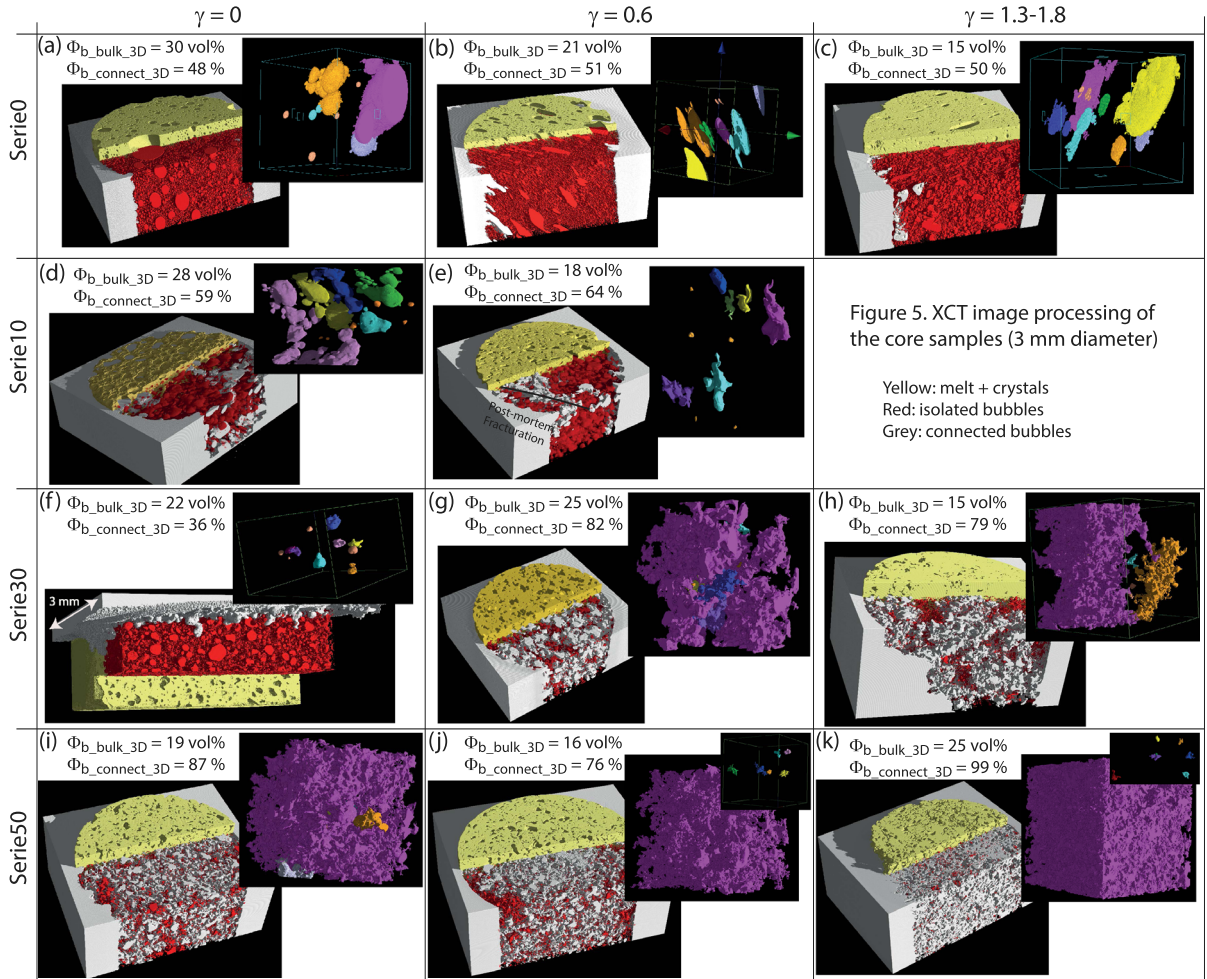 γ = 0
γ = 0.6
γ = 1.3-1.8
Serie0
(a) Φb_bulk_3D = 30 vol%
Φb_connect_3D = 48 %
(b) Φb_bulk_3D = 21 vol%
Φb_connect_3D = 51 %
(c) Φb_bulk_3D = 15 vol%
Φb_connect_3D = 50 %
Serie10
(d) Φb_bulk_3D = 28 vol%
Φb_connect_3D = 59 %
(e) Φb_bulk_3D = 18 vol%
Φb_connect_3D = 64 %
Post-mortem
Fracturation
Figure 5. XCT image processing of
the core samples (3 mm diameter)
Yellow: melt + crystals
Red: isolated bubbles
Grey: connected bubbles
Serie30
(f) Φb_bulk_3D = 22 vol%
Φb_connect_3D = 36 %
3 mm
(g) Φb_bulk_3D = 25 vol%
Φb_connect_3D = 82 %
(h) Φb_bulk_3D = 15 vol%
Φb_connect_3D = 79 %
Serie50
(i) Φb_bulk_3D = 19 vol%
Φb_connect_3D = 87 %
(j) Φb_bulk_3D = 16 vol%
Φb_connect_3D = 76 %
(k) Φb_bulk_3D = 25 vol%
Φb_connect_3D = 99 %